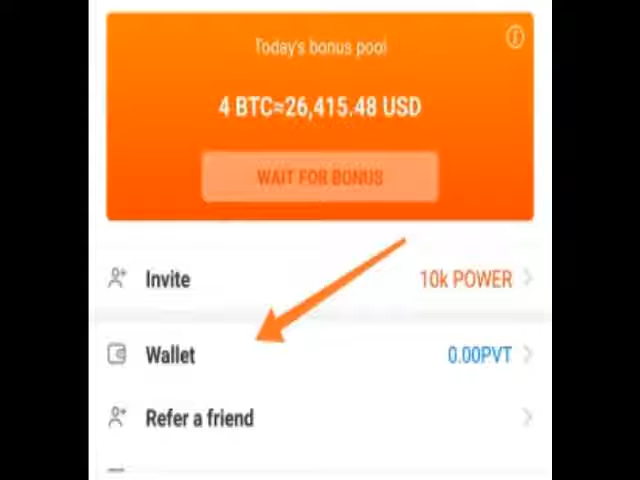 Today's bonus pool
4 BTC≈26,415.48 USD
WAIT FOR BONUS
Invite 10k POWER
Wallet 0.00PVT
Refer a friend